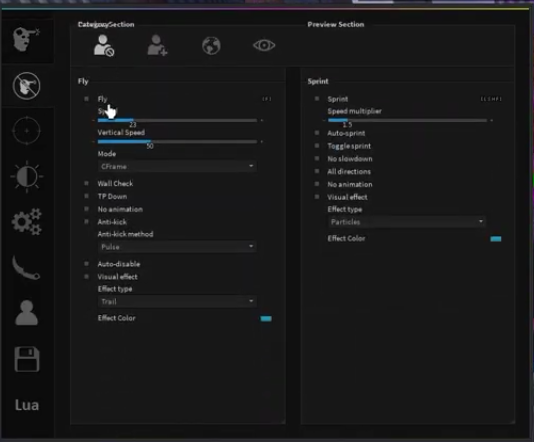 Category Section
Preview Section
Fly
Fly
Speed
23
Vertical Speed
50
Mode
CFrame
Wall Check
TP Down
No animation
Anti-kick
Anti-kick method
Pulse
Auto-disable
Visual effect
Effect type
Trail
Effect Color
Sprint
Sprint
Speed multiplier
1.5
Auto-sprint
Toggle sprint
No slowdown
All directions
No animation
Visual effect
Effect type
Particles
Effect Color
Lua